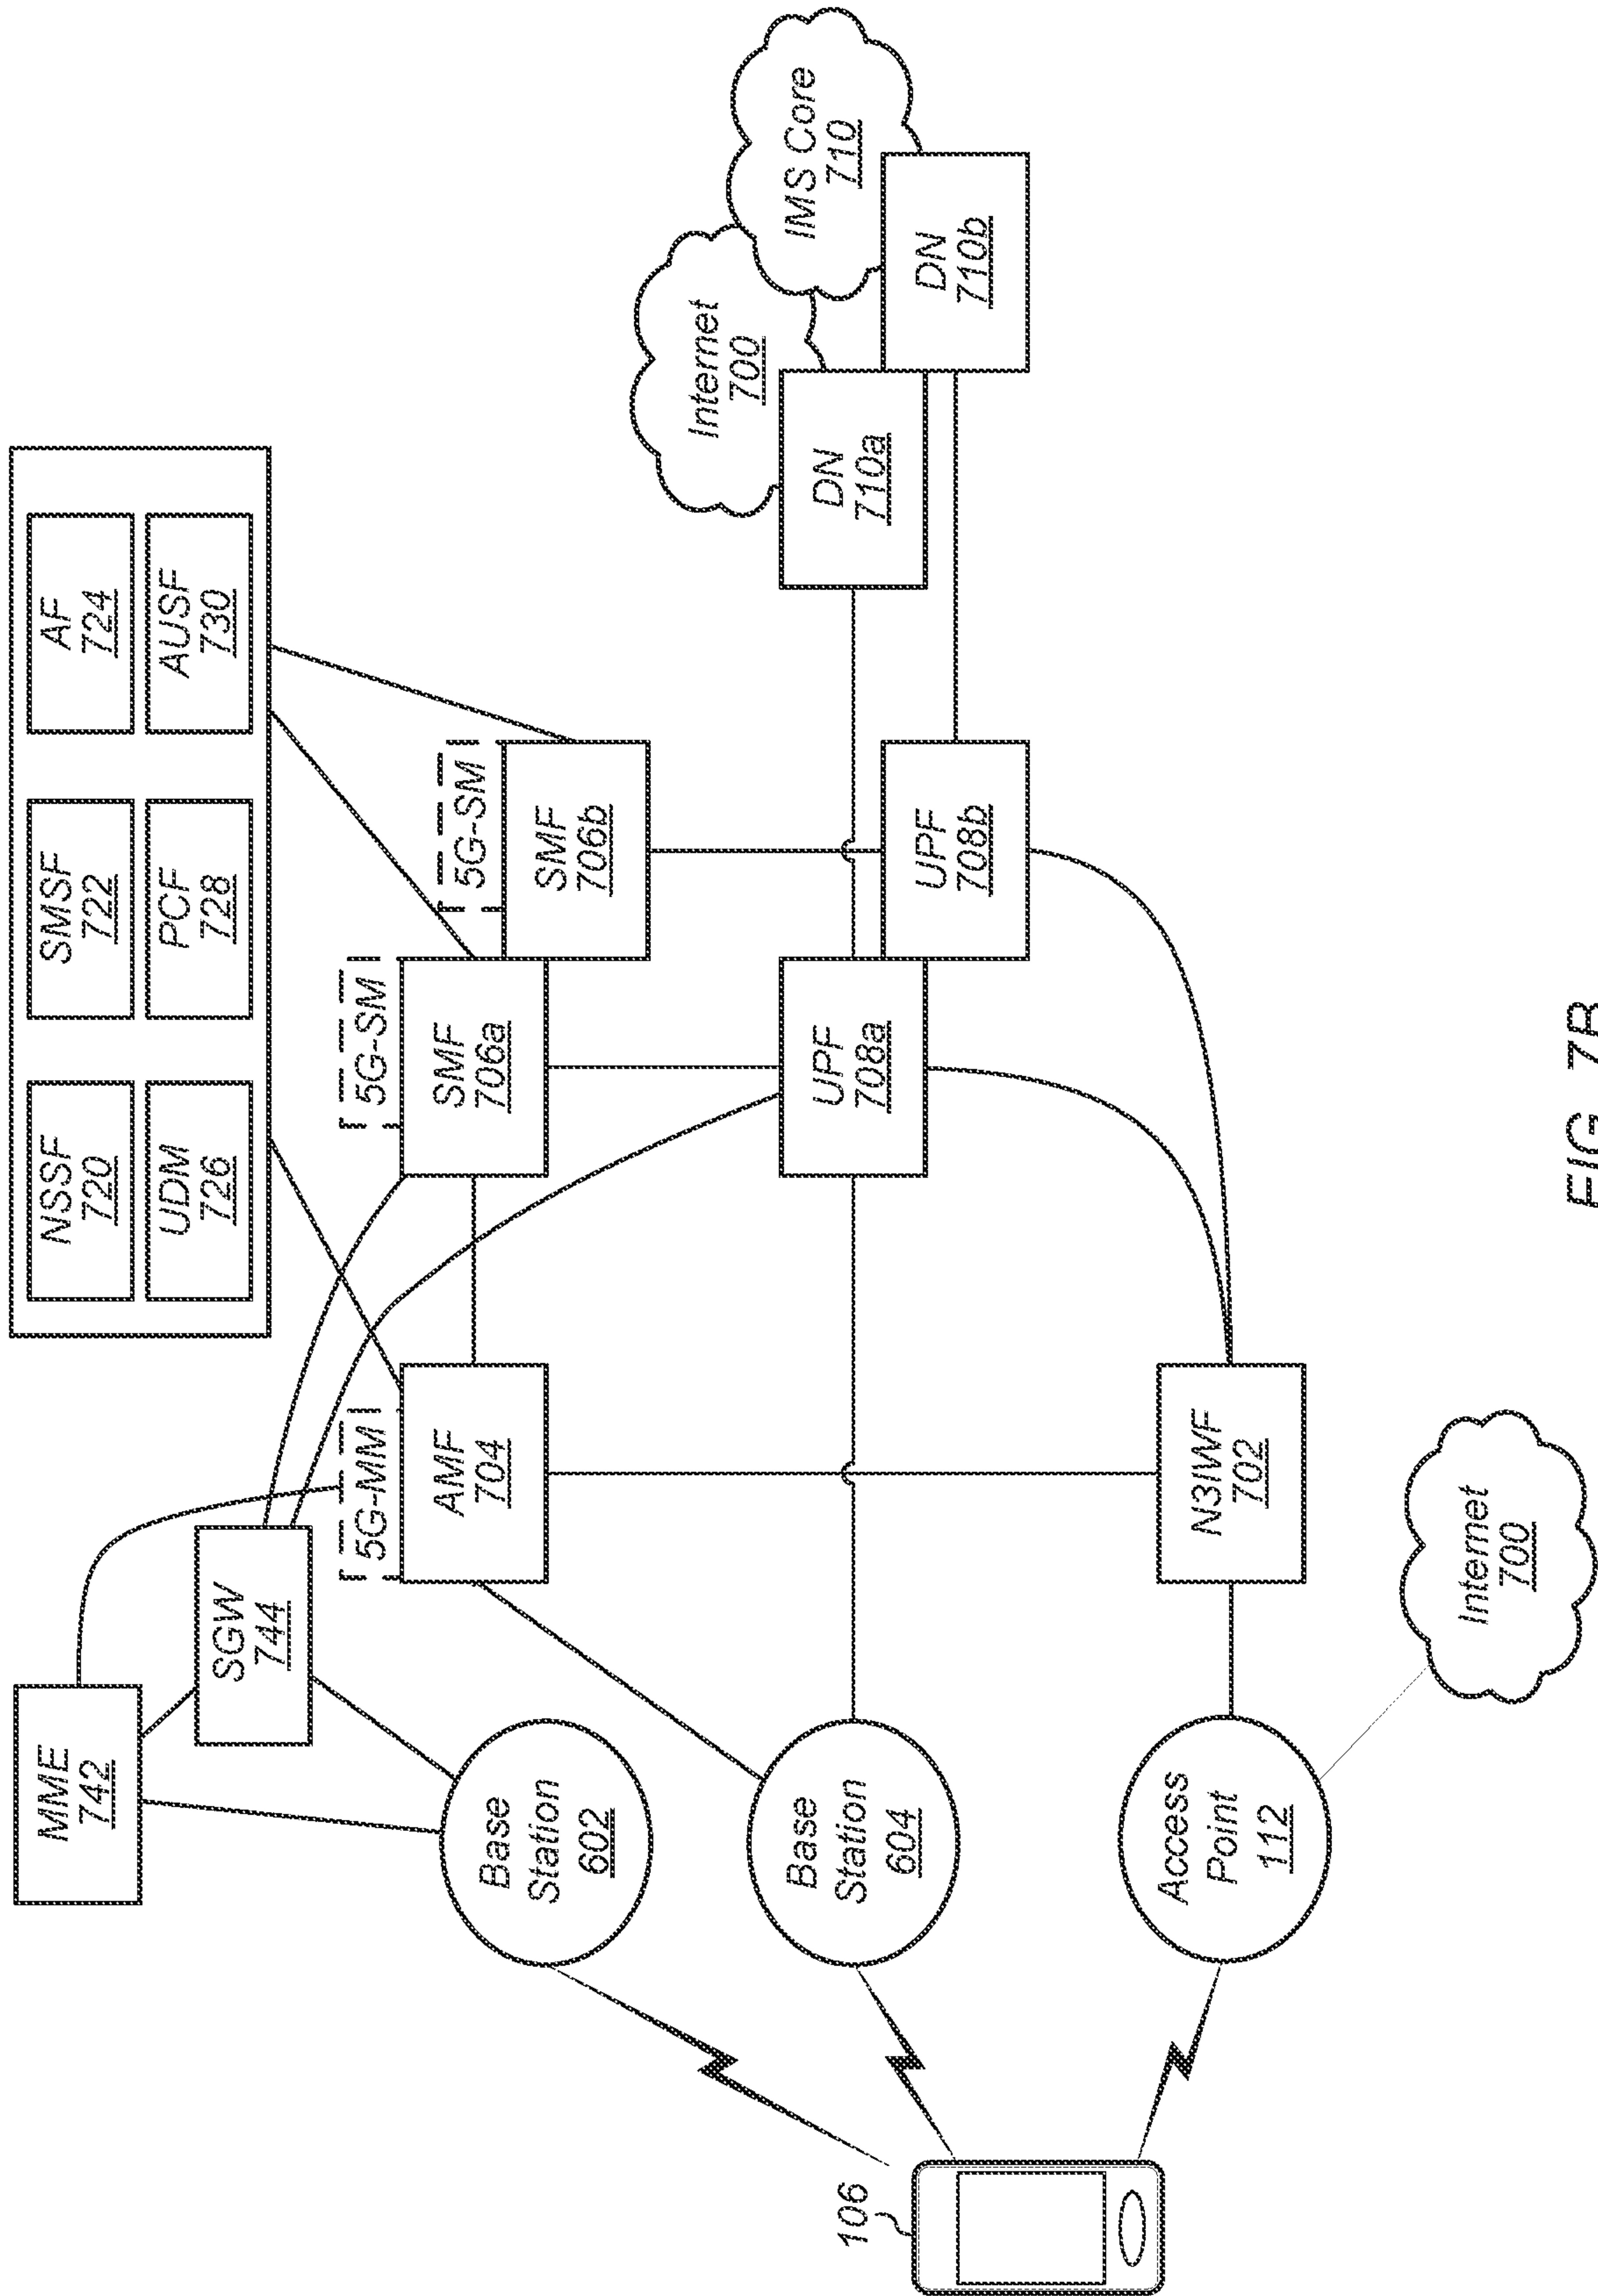 MME
742
SGW
744
NSSF
720
SMSF
722
AF
724
UDM
726
PCF
728
AUSF
730
5G-MM
AMF
704
5G-SM
SMF
706a
5G-SM
SMF
706b
Base
Station
602
Base
Station
604
UPF
708a
UPF
708b
Internet
700
IMS Core
710
DN
710a
DN
710b
106
Access
Point
112
N3IWF
702
Internet
700
FIG. 7B